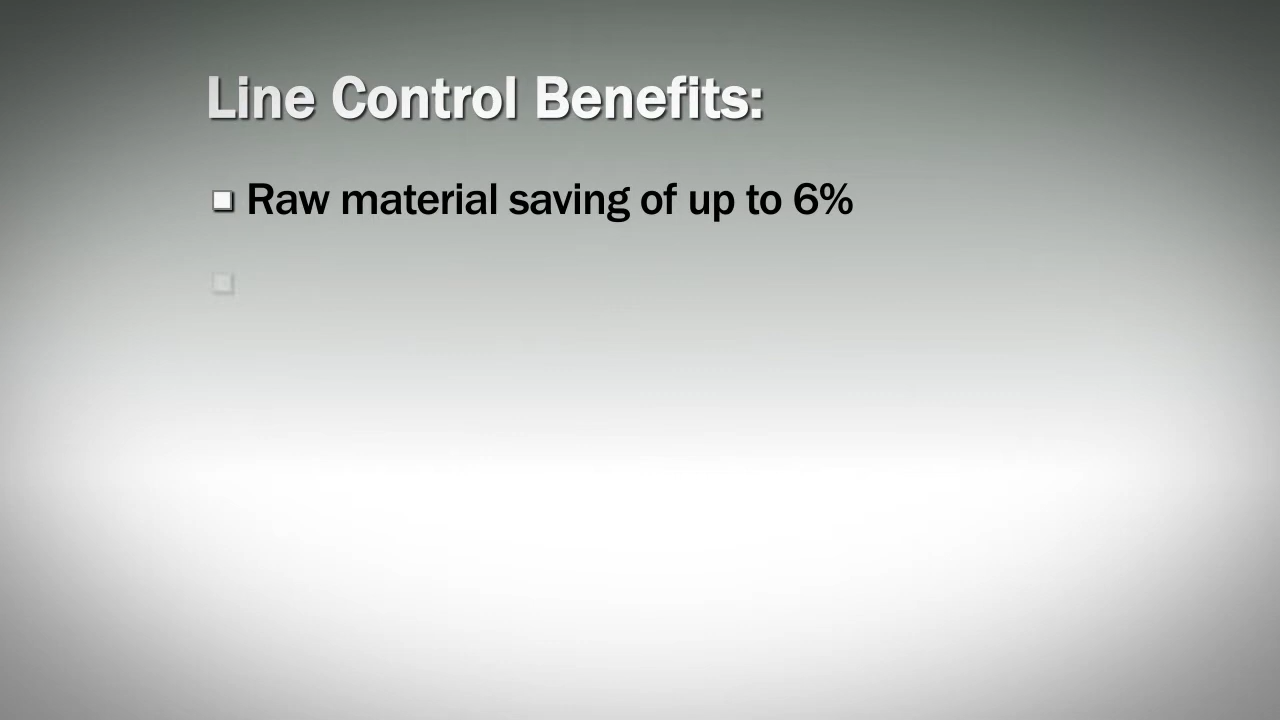 Line Control Benefits:
Raw material saving of up to 6%